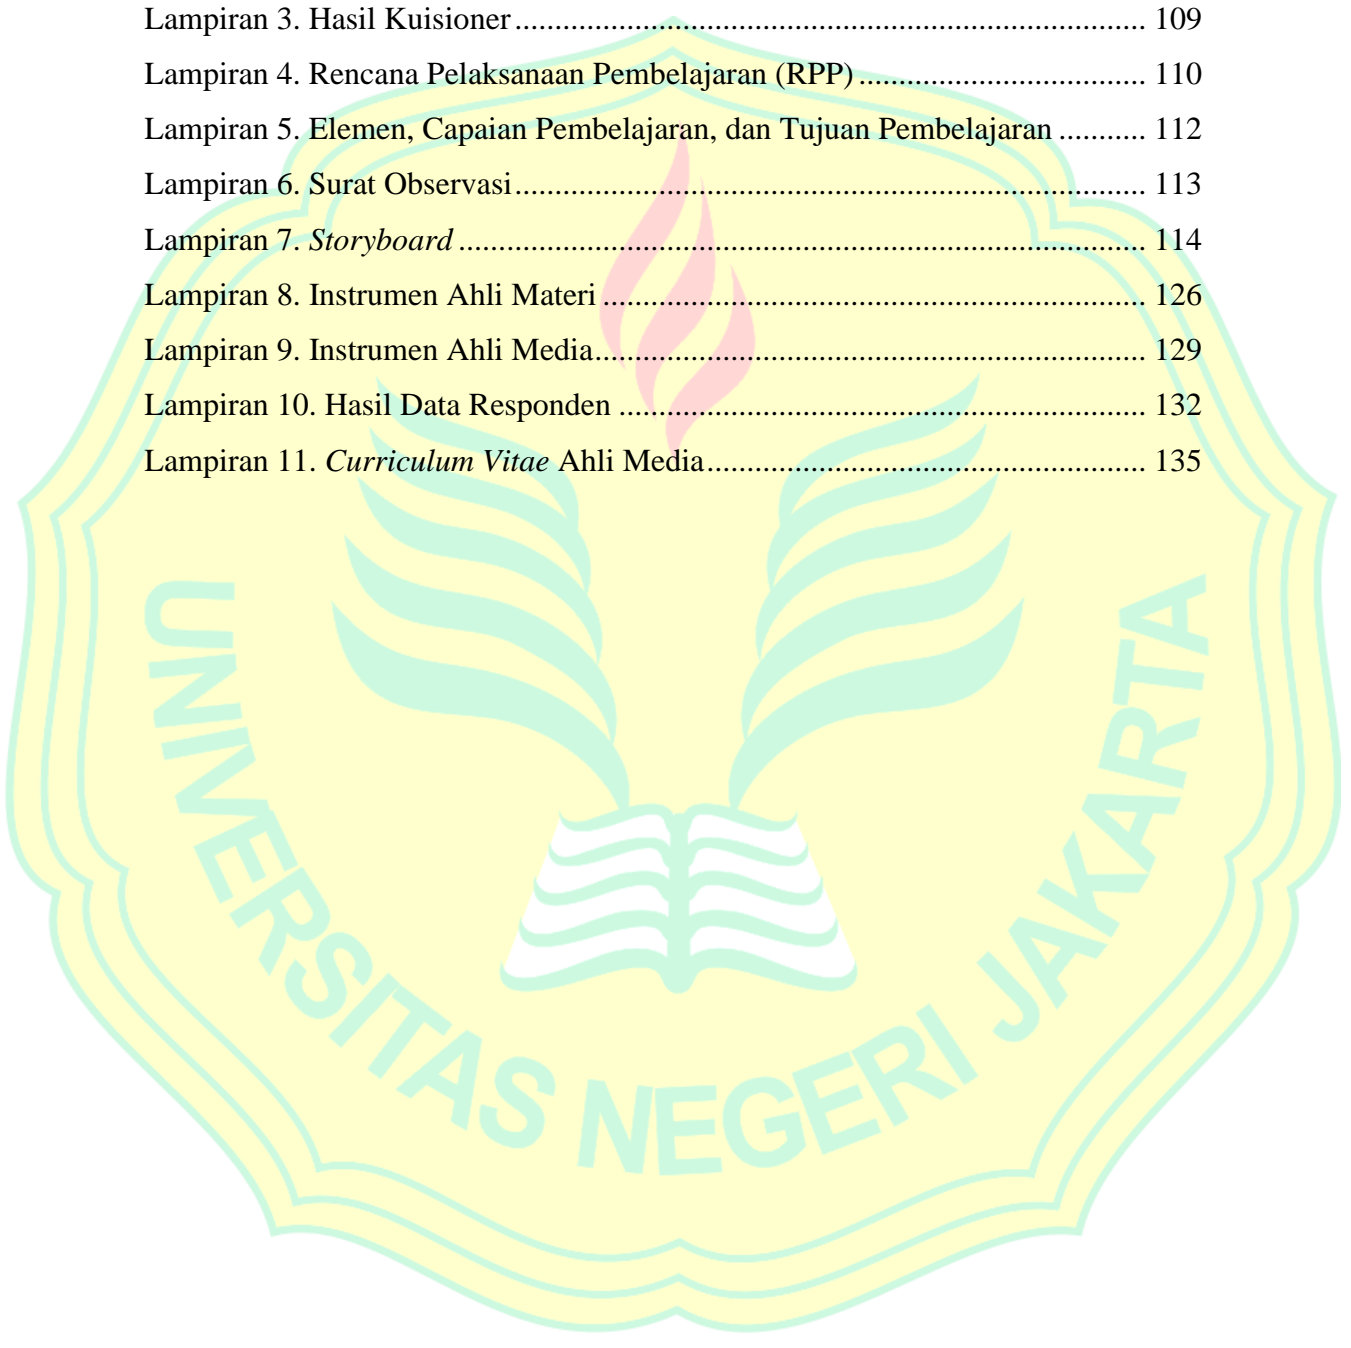 Lampiran 3. Hasil Kuisioner ........................................................................... 109
Lampiran 4. Rencana Pelaksanaan Pembelajaran (RPP) .................................. 110
Lampiran 5. Elemen, Capaian Pembelajaran, dan Tujuan Pembelajaran ........... 112
Lampiran 6. Surat Observasi ........................................................................... 113
Lampiran 7. Storyboard .................................................................................. 114
Lampiran 8. Instrumen Ahli Materi ................................................................. 126
Lampiran 9. Instrumen Ahli Media .................................................................. 129
Lampiran 10. Hasil Data Responden ............................................................... 132
Lampiran 11. Curriculum Vitae Ahli Media ..................................................... 135
UNIVERSITAS NEGERI JAKARTA